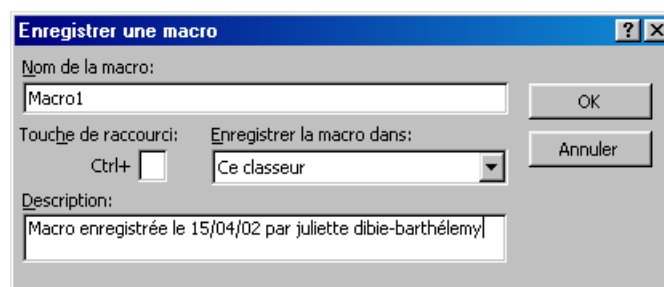 Enregistrer une macro
Nom de la macro:
Macro1
OK
Touche de raccourci:
Enregistrer la macro dans:
Ctrl+
Ce classeur
Annuler
Description:
Macro enregistrée le 15/04/02 par juliette dibie-barthélemy